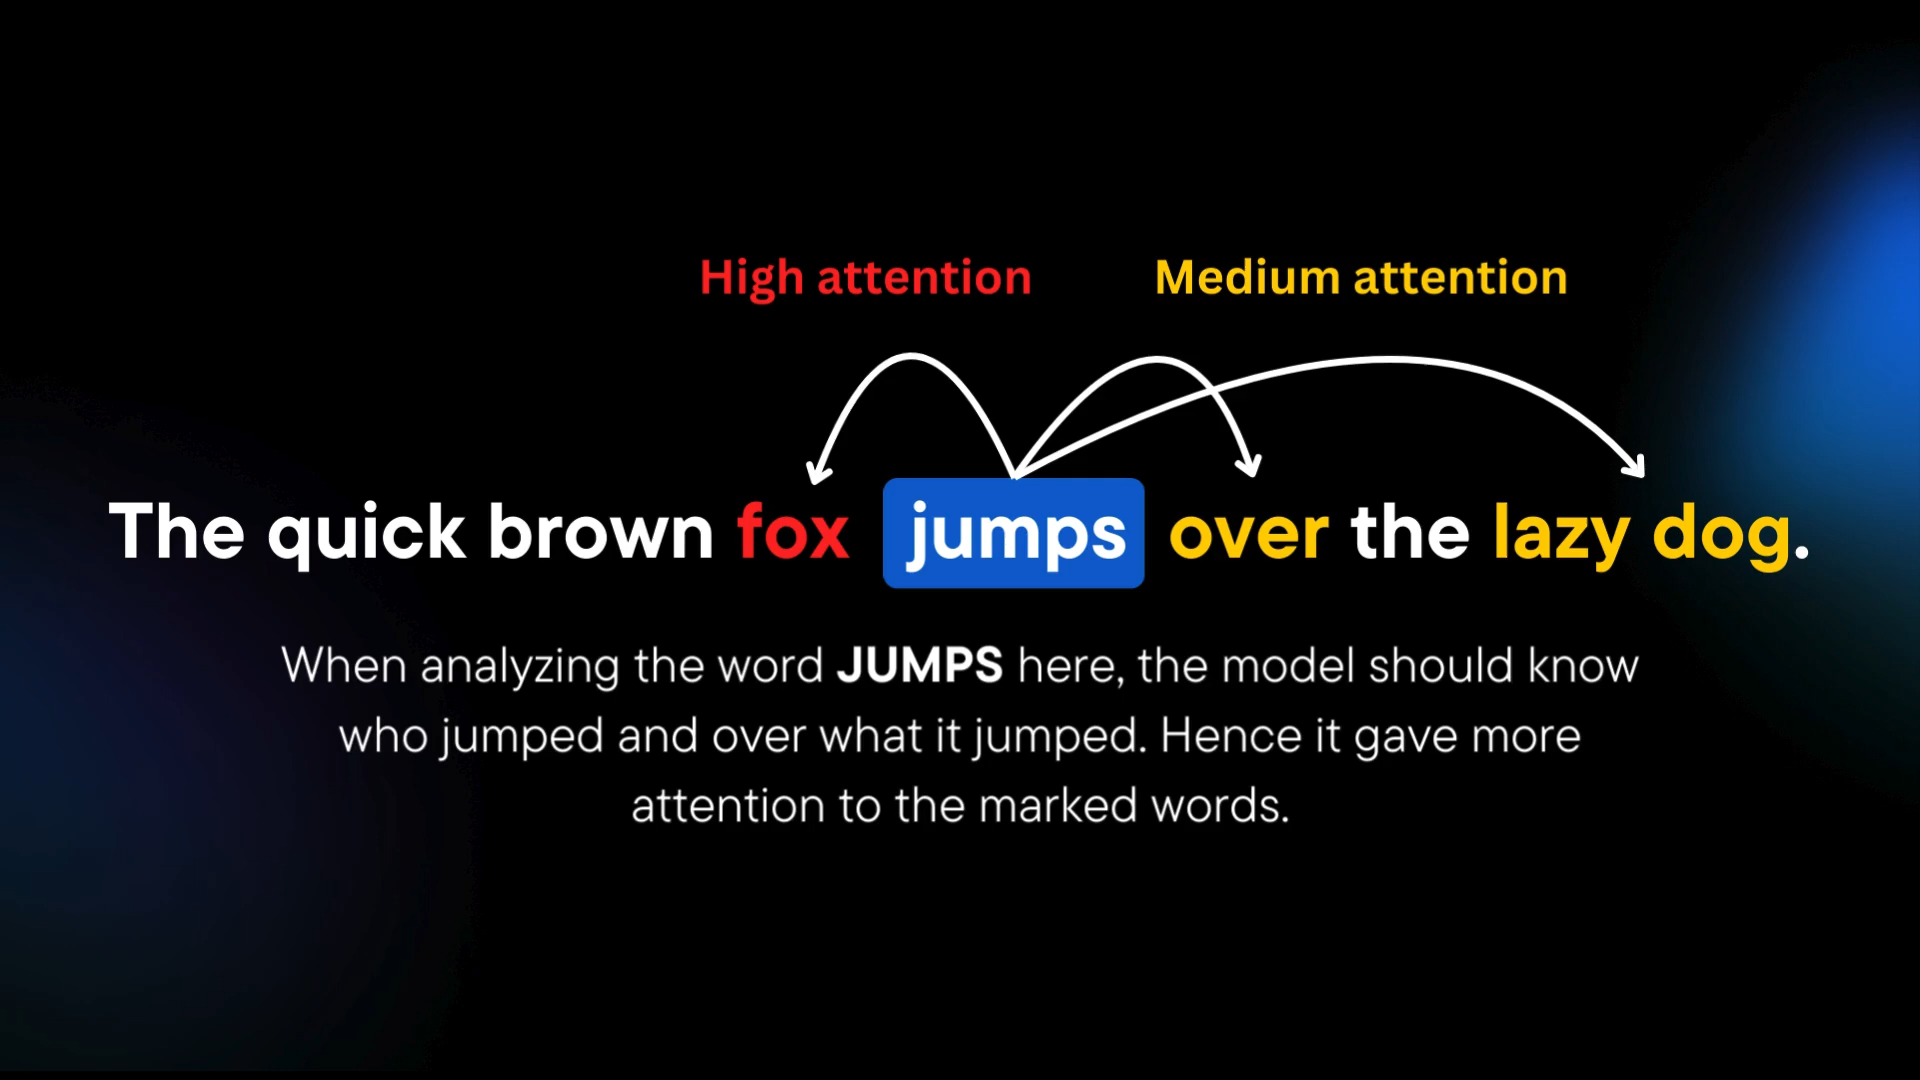 High attention Medium attention
The quick brown fox jumps over the lazy dog.
When analyzing the word JUMPS here, the model should know
who jumped and over what it jumped. Hence it gave more
attention to the marked words.